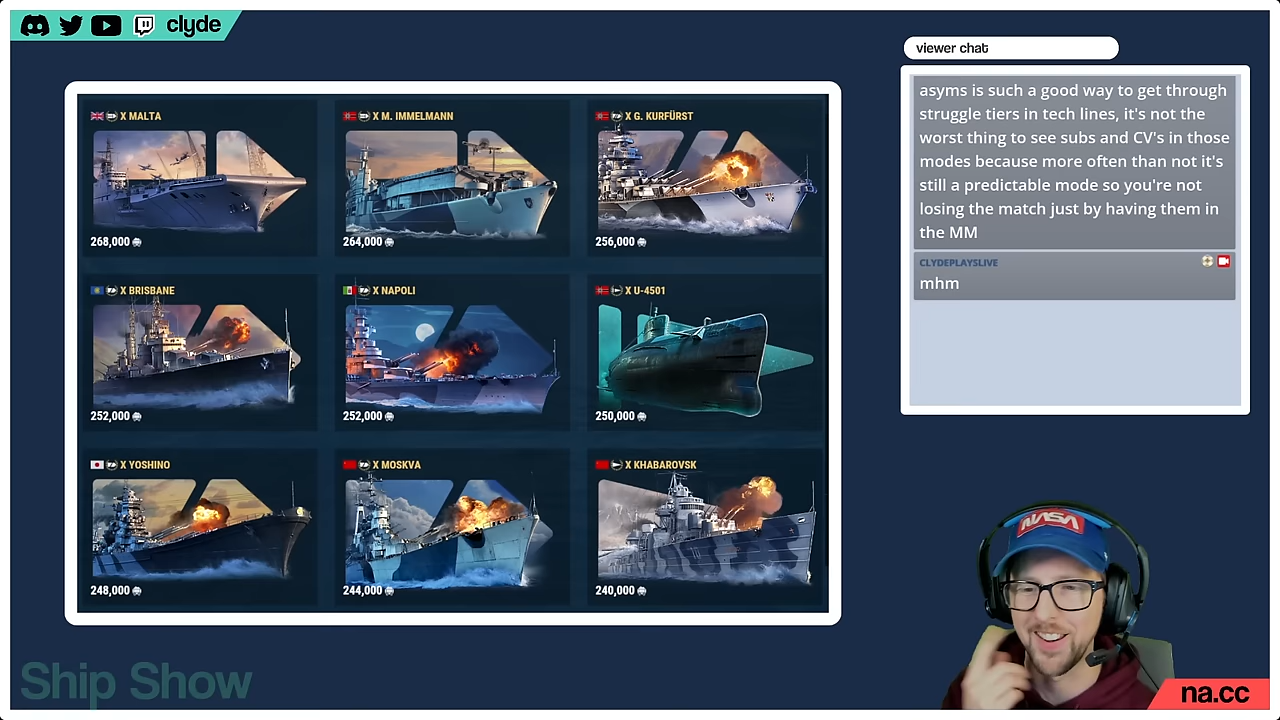 clyde
viewer chat
asyms is such a good way to get through
struggle tiers in tech lines, it's not the
worst thing to see subs and CV's in those
modes because more often than not it's
still a predictable mode so you're not
losing the match just by having them in
the MM
CLYDEPLAYSLIVE
mhm
X MALTA
268,000
X M. IMMELMANN
264,000
X G. KURFÜRST
256,000
X BRISBANE
252,000
X NAPOLI
252,000
X U-4501
250,000
X YOSHINO
248,000
X MOSKVA
244,000
X KHABAROVSK
240,000
NASA
Ship Show
na.cc